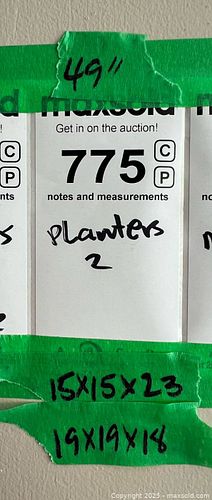 49"
maxsold
Get in on the auction!
775 C P
notes and measurements
Planters
2
15X15X23
19X19X18
Copyright 2025 - maxsold.com